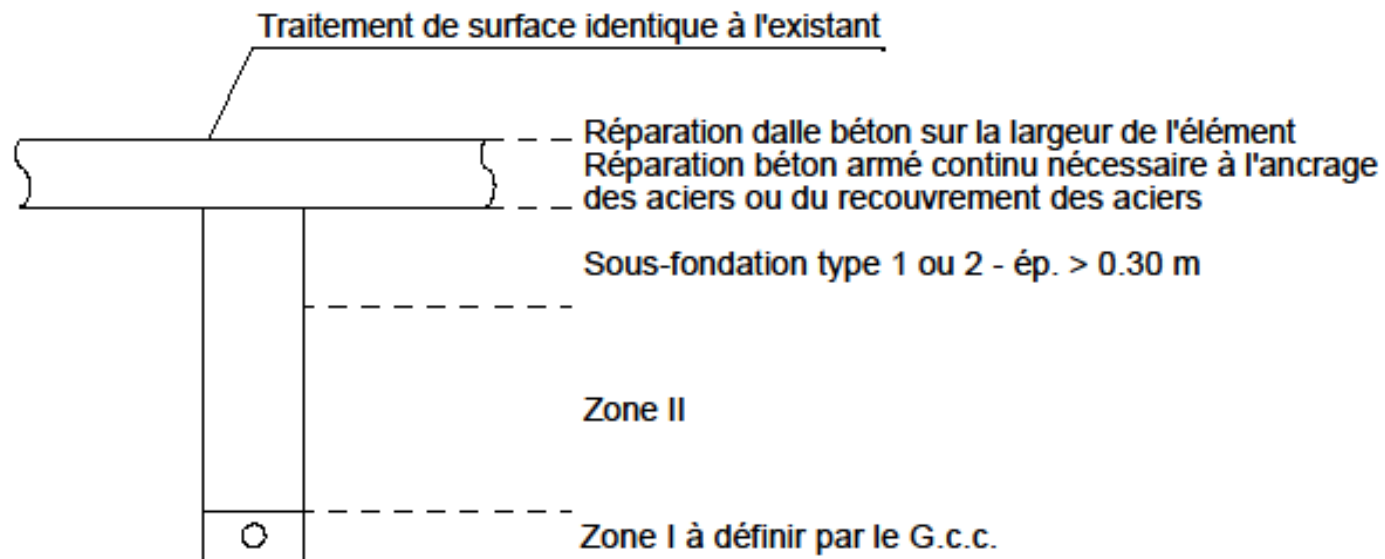 Traitement de surface identique à l'existant
Réparation dalle béton sur la largeur de l'élément
Réparation béton armé continu nécessaire à l'ancrage
des aciers ou du recouvrement des aciers
Sous-fondation type 1 ou 2 - ép. > 0.30 m
Zone II
Zone I à définir par le G.c.c.